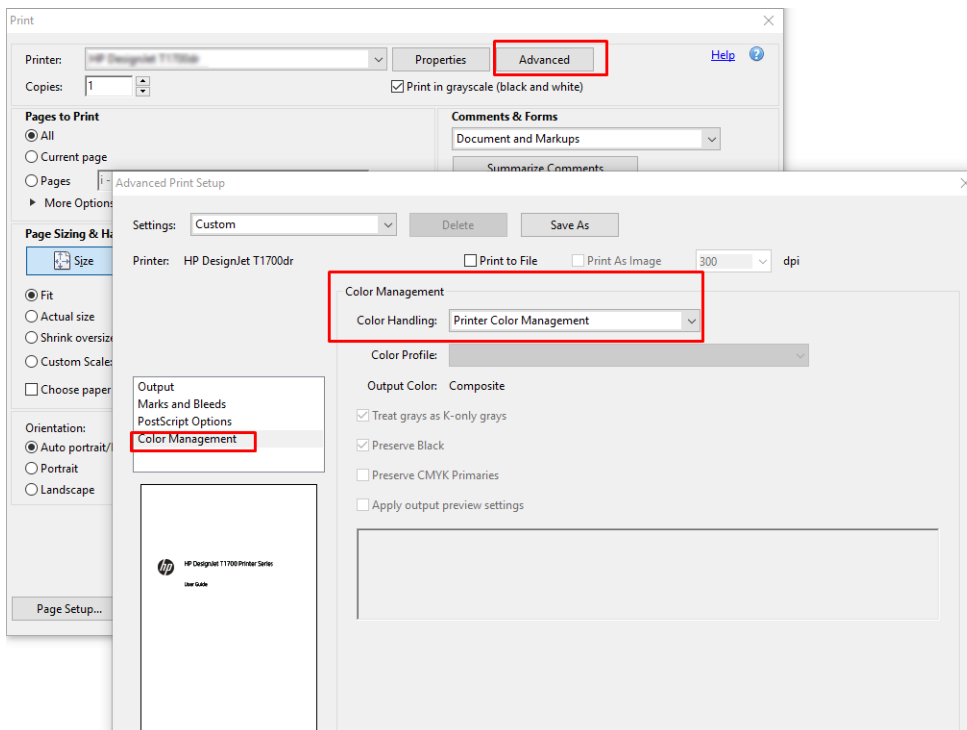 Print
Printer: HP DesignJet T1700dr Properties Advanced Help ?
Copies: 1 Print in grayscale (black and white)
Pages to Print
All
Current page
Pages i -
More Options
Comments & Forms
Document and Markups
Summarize Comments
Page Sizing & Ha
Size
Fit
Actual size
Shrink oversize
Custom Scale:
Choose paper
Orientation:
Auto portrait/l
Portrait
Landscape
Page Setup...
Advanced Print Setup
Settings: Custom Delete Save As
Printer: HP DesignJet T1700dr Print to File Print As Image 300 dpi
Output
Marks and Bleeds
PostScript Options
Color Management
Color Management
Color Handling: Printer Color Management
Color Profile:
Output Color: Composite
Treat grays as K-only grays
Preserve Black
Preserve CMYK Primaries
Apply output preview settings
hp HP DesignJet T1700 Printer Series
User Guide